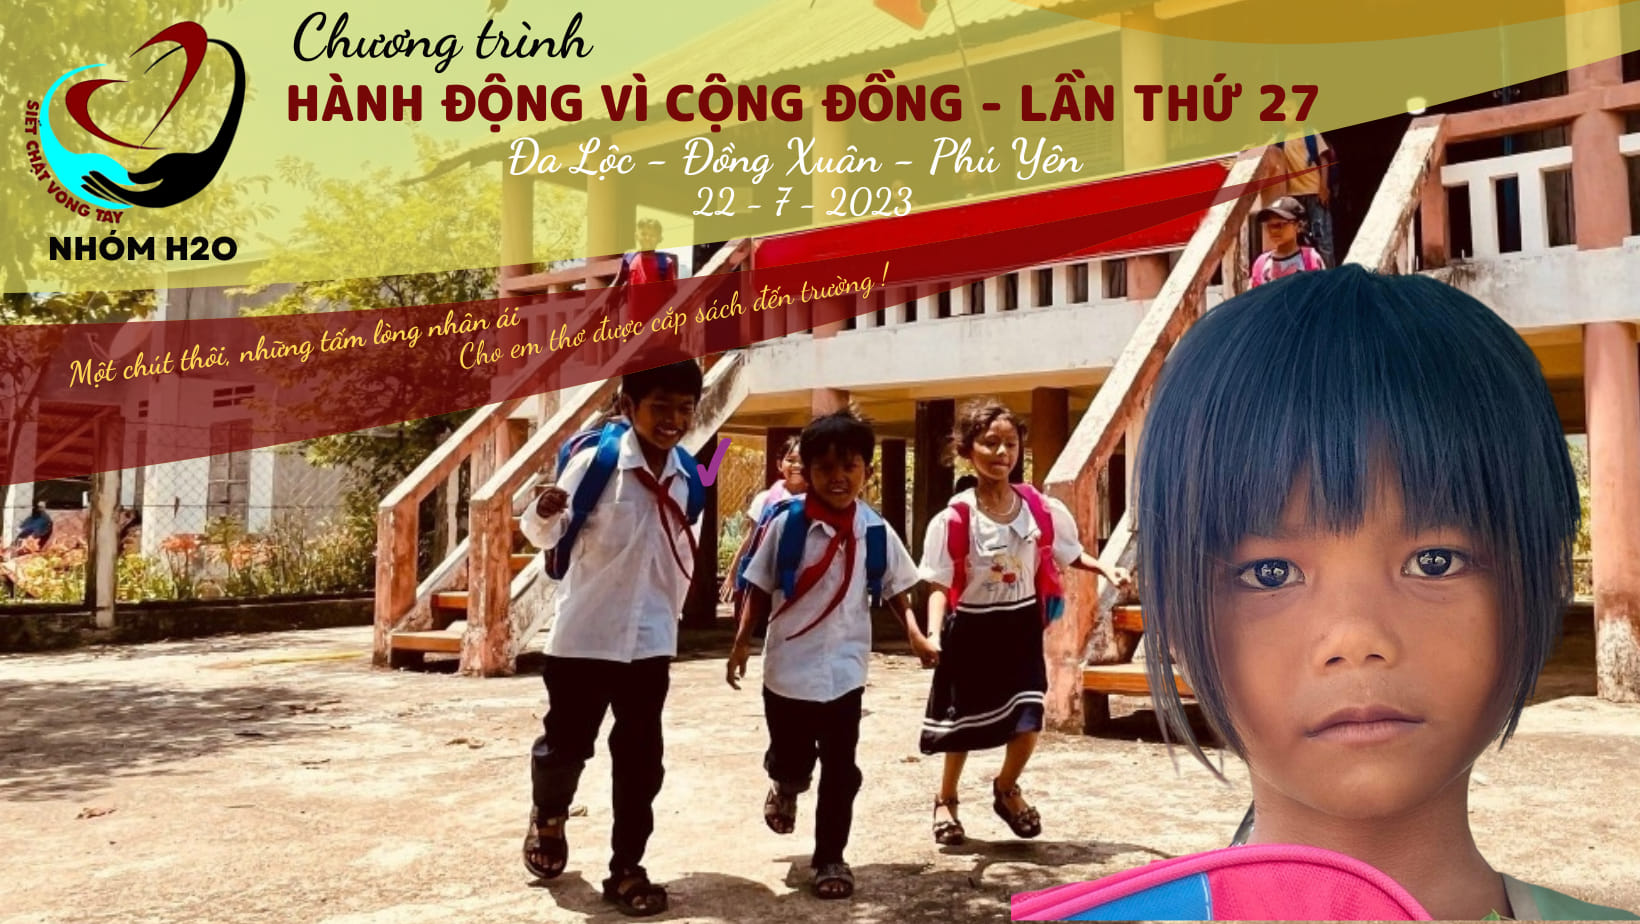 Chương trình
HÀNH ĐỘNG VÌ CỘNG ĐỒNG - LẦN THỨ 27
Đa Lộc - Đồng Xuân - Phú Yên
22 - 7 - 2023
SIẾT CHẶT VÒNG TAY
NHÓM H2O
Một chút thôi, những tấm lòng nhân ái
Cho em thơ được cắp sách đến trường !